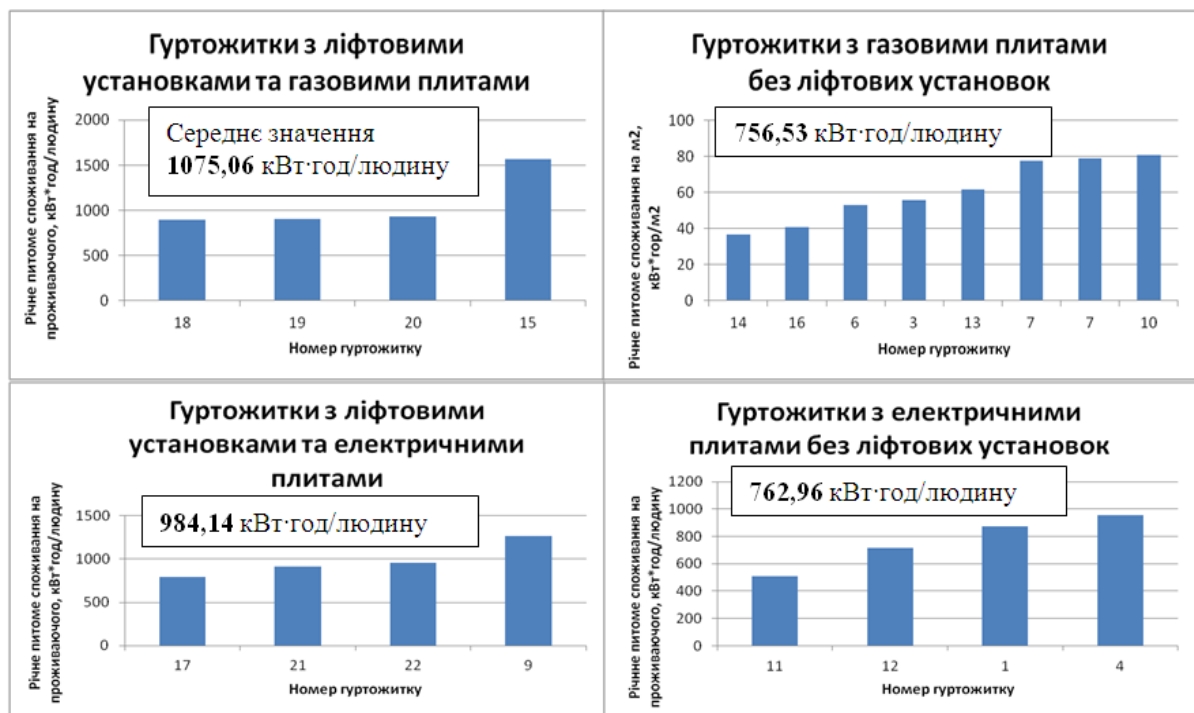 Гуртожитки з ліфтовими
установками та газовими плитами
Річне питоме споживання на
проживаючого, кВт*год/людину
2000
1500
1000
500
0
Середнє значення
1075,06 кВт·год/людину
18 19 20 15
Номер гуртожитку
Гуртожитки з газовими плитами
без ліфтових установок
Річне питоме споживання на м2,
кВт*гор/м2
100
80
60
40
20
0
756,53 кВт·год/людину
14 16 6 3 13 7 7 10
Номер гуртожитку
Гуртожитки з ліфтовими
установками та електричними
плитами
Річне питоме споживання на
проживаючого, кВт*год/людину
1500
1000
500
0
984,14 кВт·год/людину
17 21 22 9
Номер гуртожитку
Гуртожитки з електричними
плитами без ліфтових установок
Річнне питоме споживання на
проживаючого, кВт*год/людину
1200
1000
800
600
400
200
0
762,96 кВт·год/людину
11 12 1 4
Номер гуртожитку